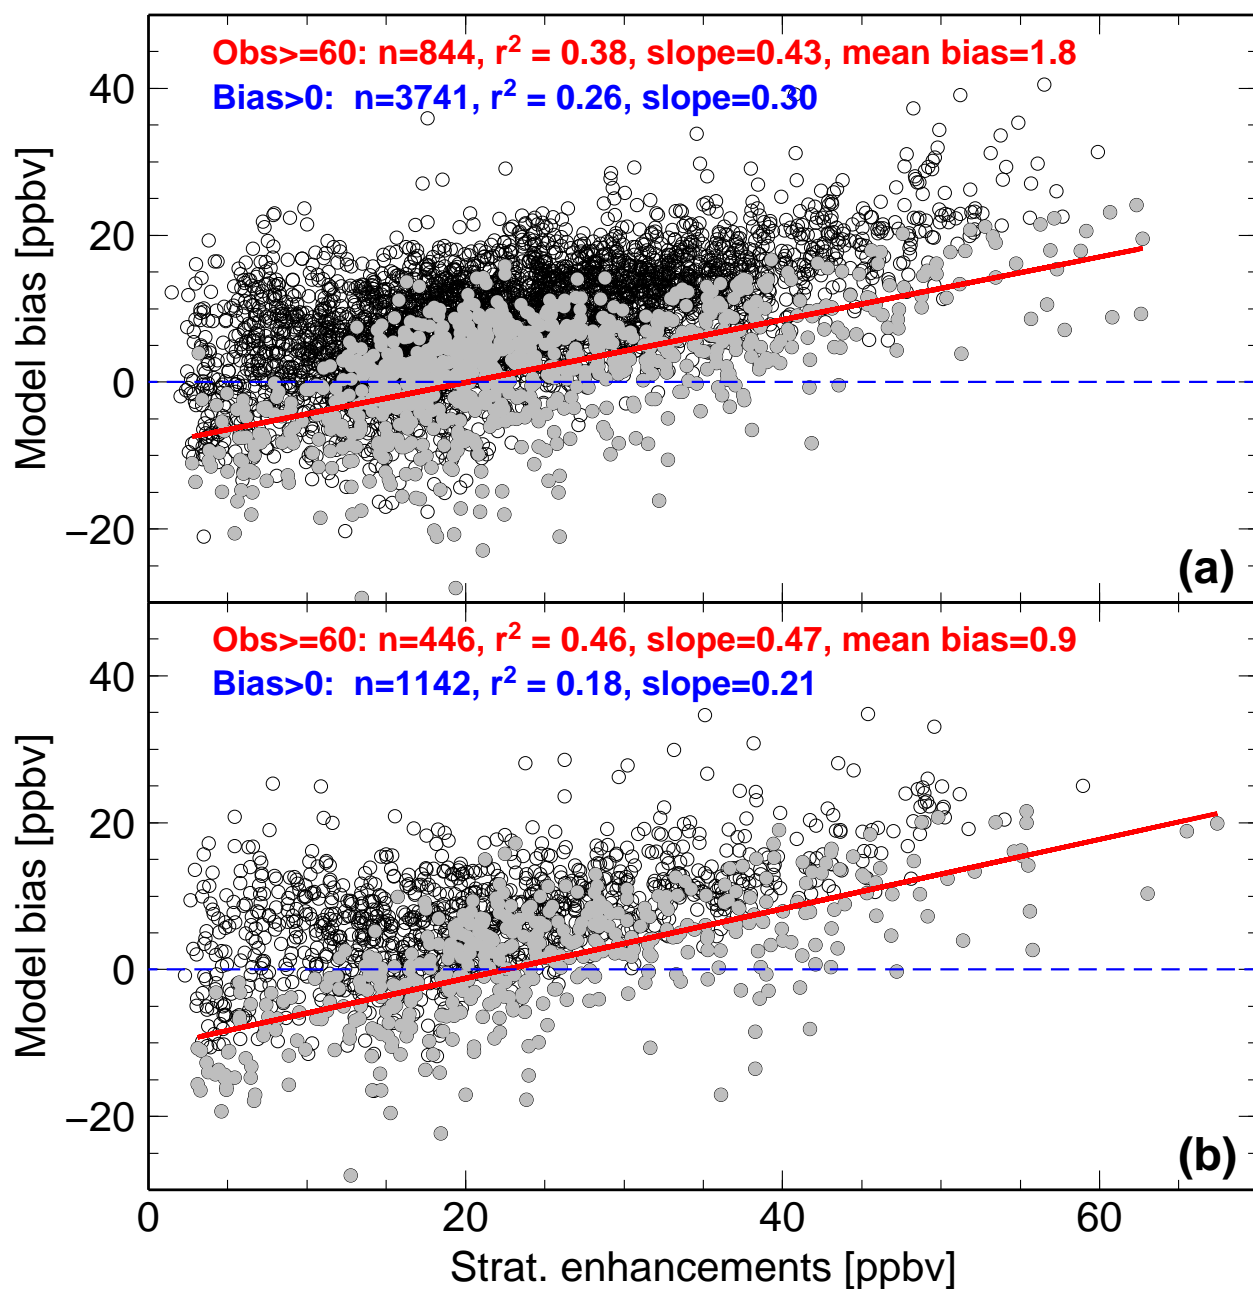 Obs>=60: n=844, r² = 0.38, slope=0.43, mean bias=1.8
Bias>0: n=3741, r² = 0.26, slope=0.30
40
20
0
−20
Model bias [ppbv]
(a)
Obs>=60: n=446, r² = 0.46, slope=0.47, mean bias=0.9
Bias>0: n=1142, r² = 0.18, slope=0.21
40
20
0
−20
Model bias [ppbv]
(b)
0 20 40 60
Strat. enhancements [ppbv]